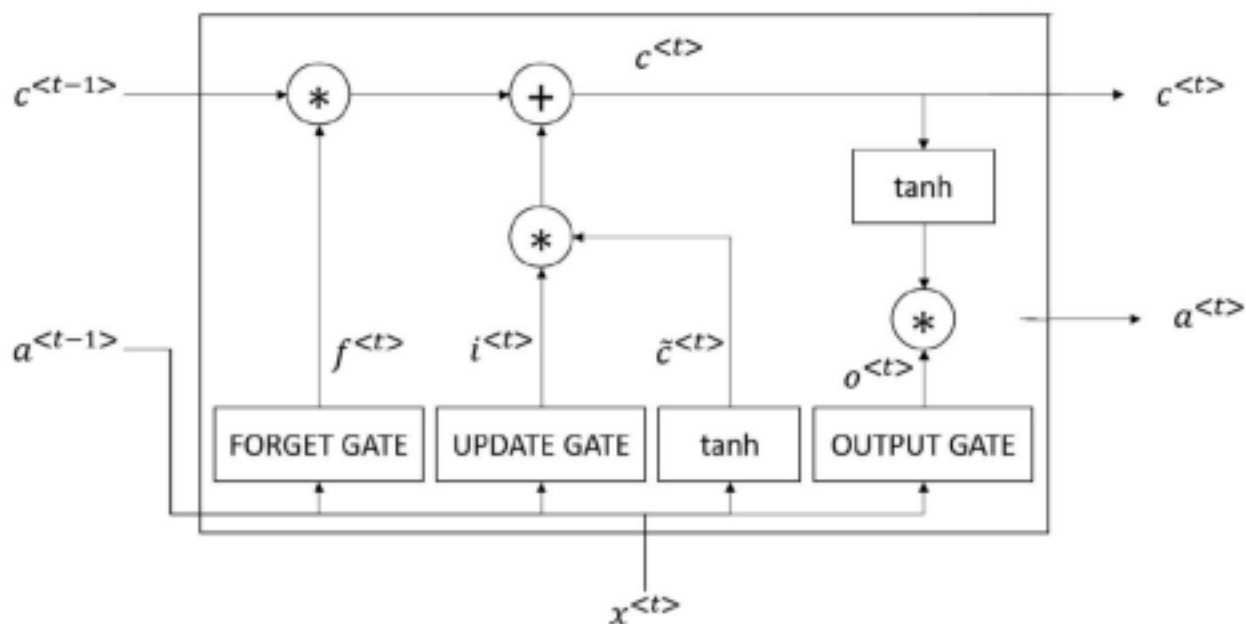 c^{<t>}
c^{<t-1>} * + c^{<t>}
tanh
*
* a^{<t>}
a^{<t-1>} f^{<t>} i^{<t>} c̃^{<t>} o^{<t>}
FORGET GATE UPDATE GATE tanh OUTPUT GATE
x^{<t>}